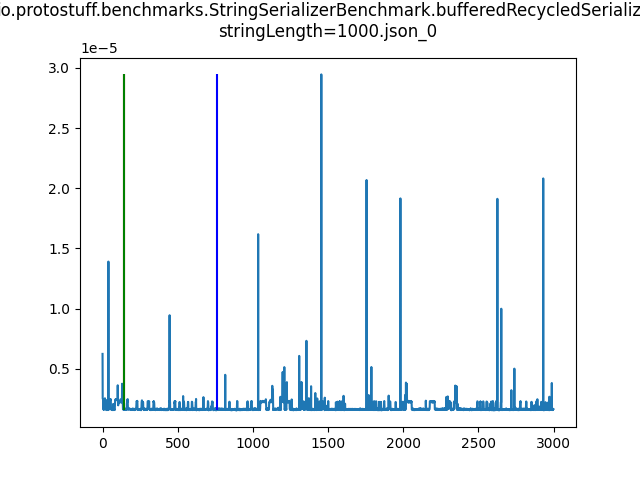 io.protostuff.benchmarks.StringSerializerBenchmark.bufferedRecycledSerializ
stringLength=1000.json_0
1e−5
3.0
2.5
2.0
1.5
1.0
0.5
0 500 1000 1500 2000 2500 3000